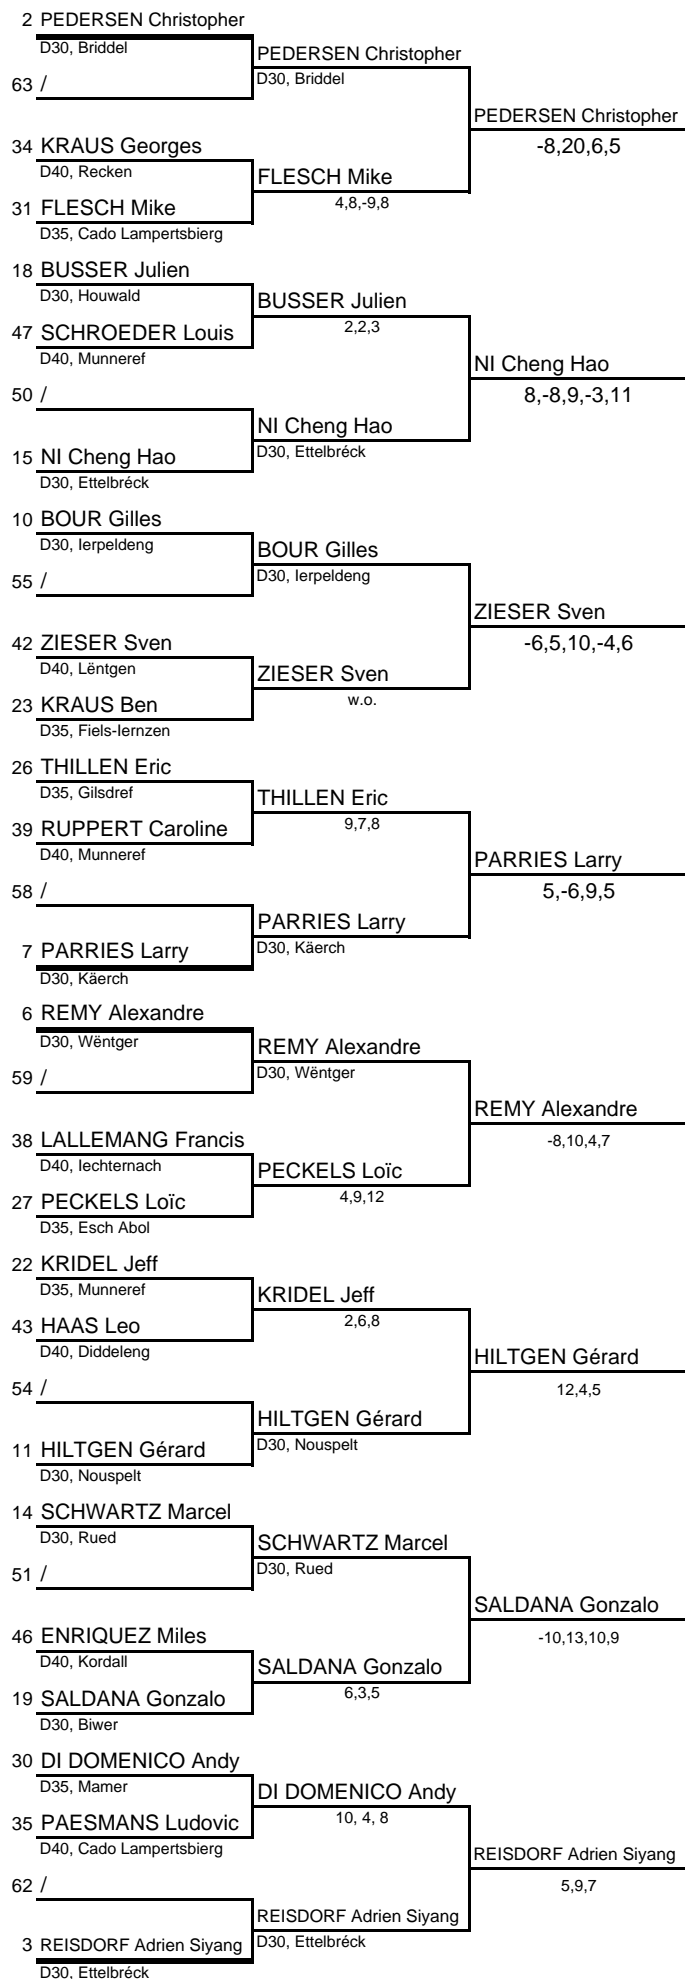 2 PEDERSEN Christopher
D30, Briddel
PEDERSEN Christopher
D30, Briddel
63 /
PEDERSEN Christopher
-8,20,6,5
34 KRAUS Georges
D40, Recken
FLESCH Mike
4,8,-9,8
31 FLESCH Mike
D35, Cado Lampertsbierg
18 BUSSER Julien
D30, Houwald
BUSSER Julien
2,2,3
47 SCHROEDER Louis
D40, Munneref
NI Cheng Hao
8,-8,9,-3,11
50 /
NI Cheng Hao
D30, Ettelbréck
15 NI Cheng Hao
D30, Ettelbréck
10 BOUR Gilles
D30, Ierpeldeng
BOUR Gilles
D30, Ierpeldeng
55 /
ZIESER Sven
-6,5,10,-4,6
42 ZIESER Sven
D40, Lëntgen
ZIESER Sven
w.o.
23 KRAUS Ben
D35, Fiels-Iernzen
26 THILLEN Eric
D35, Gilsdref
THILLEN Eric
9,7,8
39 RUPPERT Caroline
D40, Munneref
PARRIES Larry
5,-6,9,5
58 /
PARRIES Larry
D30, Käerch
7 PARRIES Larry
D30, Käerch
6 REMY Alexandre
D30, Wëntger
REMY Alexandre
D30, Wëntger
59 /
REMY Alexandre
-8,10,4,7
38 LALLEMANG Francis
D40, Iechternach
PECKELS Loïc
4,9,12
27 PECKELS Loïc
D35, Esch Abol
22 KRIDEL Jeff
D35, Munneref
KRIDEL Jeff
2,6,8
43 HAAS Leo
D40, Diddeleng
HILTGEN Gérard
12,4,5
54 /
HILTGEN Gérard
D30, Nouspelt
11 HILTGEN Gérard
D30, Nouspelt
14 SCHWARTZ Marcel
D30, Rued
SCHWARTZ Marcel
D30, Rued
51 /
SALDANA Gonzalo
-10,13,10,9
46 ENRIQUEZ Miles
D40, Kordall
SALDANA Gonzalo
6,3,5
19 SALDANA Gonzalo
D30, Biwer
30 DI DOMENICO Andy
D35, Mamer
DI DOMENICO Andy
10, 4, 8
35 PAESMANS Ludovic
D40, Cado Lampertsbierg
REISDORF Adrien Siyang
5,9,7
62 /
REISDORF Adrien Siyang
D30, Ettelbréck
3 REISDORF Adrien Siyang
D30, Ettelbréck